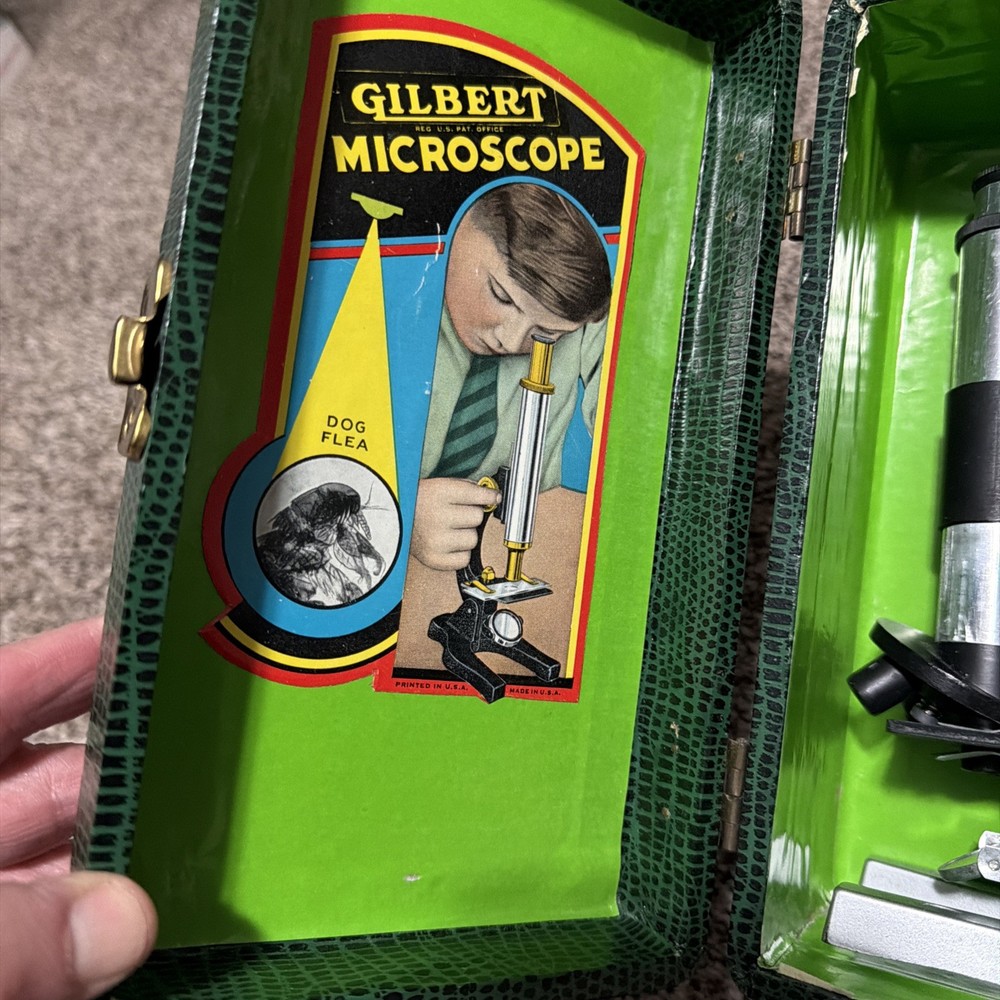 GILBERT
REG U.S. PAT. OFFICE
MICROSCOPE
DOG
FLEA
PRINTED IN U.S.A.
MADE IN U.S.A.